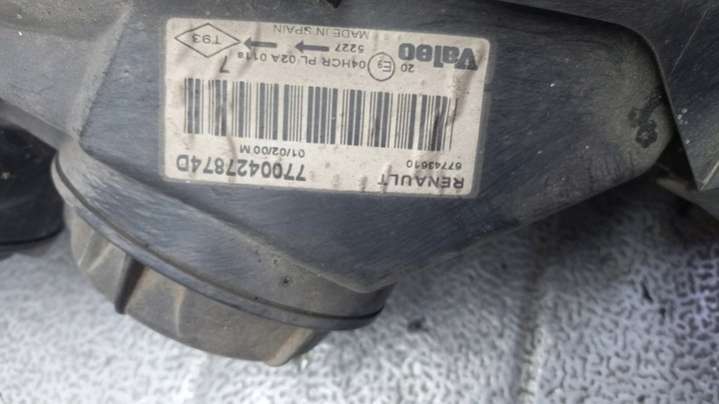 RENAULT 67743610
7700427874D
01/02/00 M
7
20 E9 04HCR PL 02A 0118
Valeo 5227
MADE IN SPAIN
T93